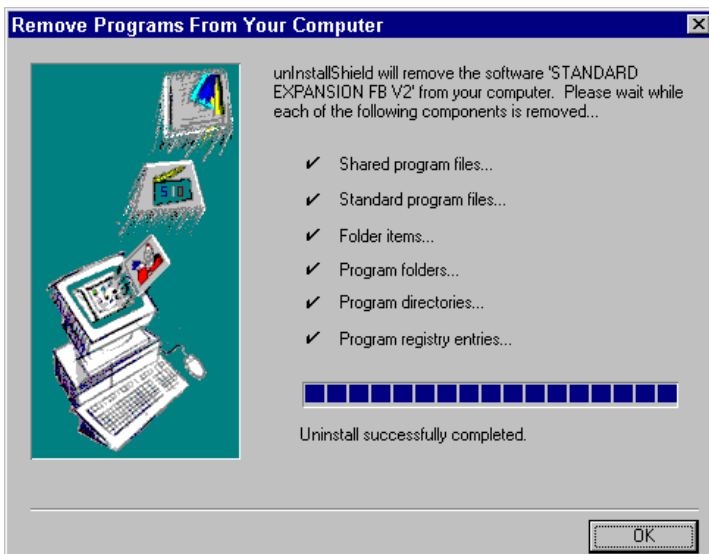 Remove Programs From Your Computer
unInstallShield will remove the software 'STANDARD
EXPANSION FB V2' from your computer.  Please wait while
each of the following components is removed...
✔ Shared program files...
✔ Standard program files...
✔ Folder items...
✔ Program folders...
✔ Program directories...
✔ Program registry entries...
Uninstall successfully completed.
OK